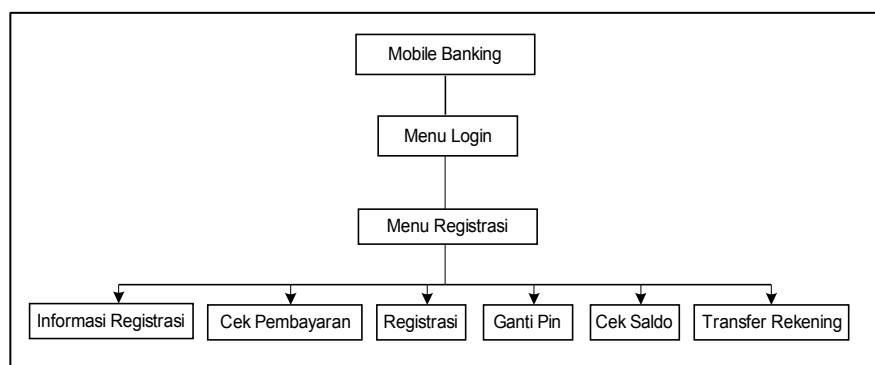 Mobile Banking
Menu Login
Menu Registrasi
Informasi Registrasi
Cek Pembayaran
Registrasi
Ganti Pin
Cek Saldo
Transfer Rekening